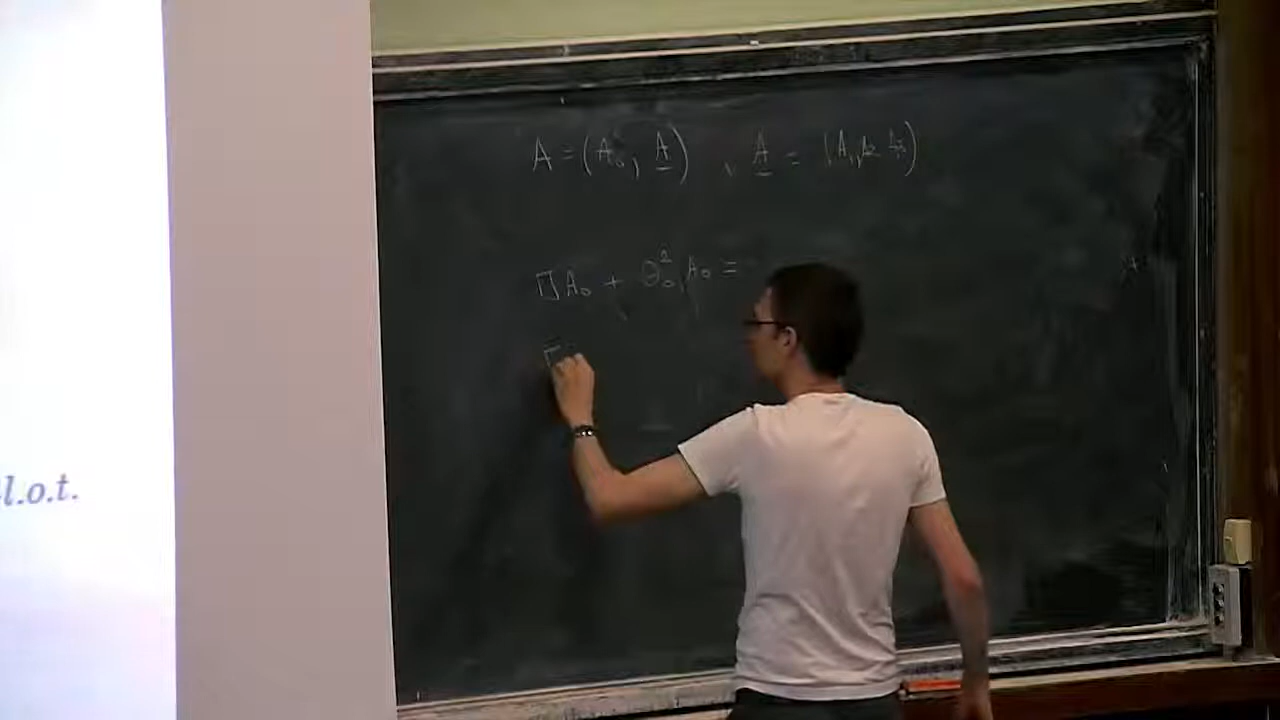 A = (A₀, A̲) , A̲ = (A₁, A₂, A₃)
□A₀ + ∂₀²A₀ =
l.o.t.